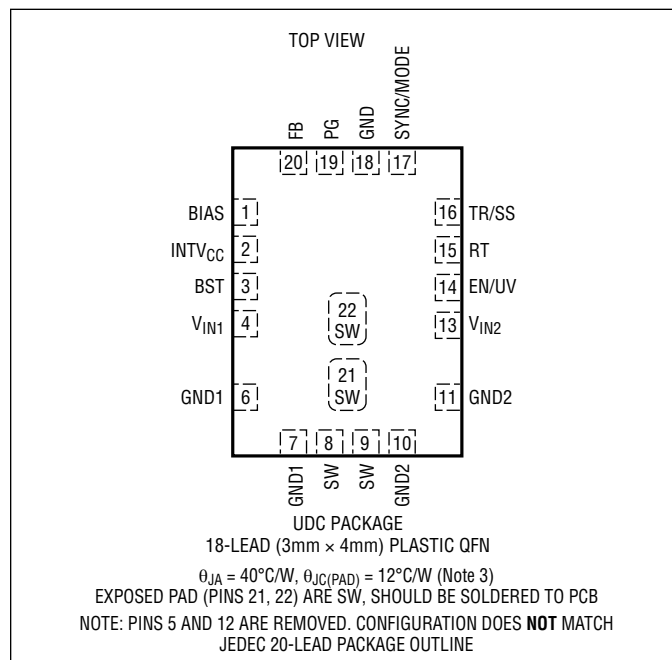 TOP VIEW
FB
PG
GND
SYNC/MODE
20
19
18
17
BIAS 1
16 TR/SS
INTVCC 2
15 RT
BST 3
14 EN/UV
22
SW
VIN1 4
13 VIN2
21
SW
GND1 6
11 GND2
7
8
9
10
GND1
SW
SW
GND2
UDC PACKAGE
18-LEAD (3mm × 4mm) PLASTIC QFN
θJA = 40°C/W, θJC(PAD) = 12°C/W (Note 3)
EXPOSED PAD (PINS 21, 22) ARE SW, SHOULD BE SOLDERED TO PCB
NOTE: PINS 5 AND 12 ARE REMOVED. CONFIGURATION DOES NOT MATCH
JEDEC 20-LEAD PACKAGE OUTLINE